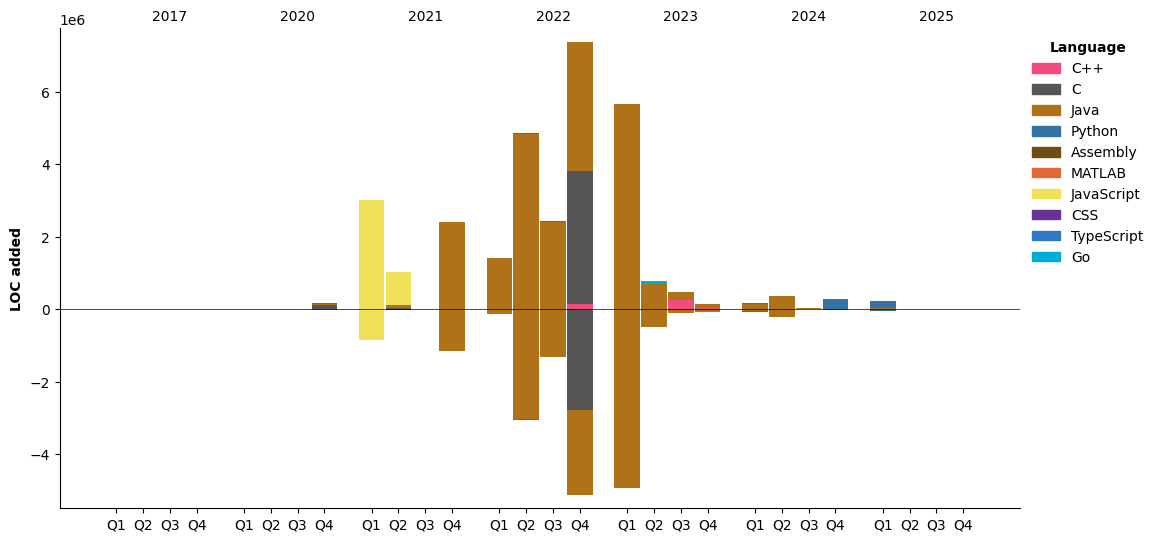 1e6
2017 2020 2021 2022 2023 2024 2025
Language
C++
C
Java
Python
Assembly
MATLAB
JavaScript
CSS
TypeScript
Go
LOC added
6
4
2
0
−2
−4
Q1 Q2 Q3 Q4 Q1 Q2 Q3 Q4 Q1 Q2 Q3 Q4 Q1 Q2 Q3 Q4 Q1 Q2 Q3 Q4 Q1 Q2 Q3 Q4 Q1 Q2 Q3 Q4